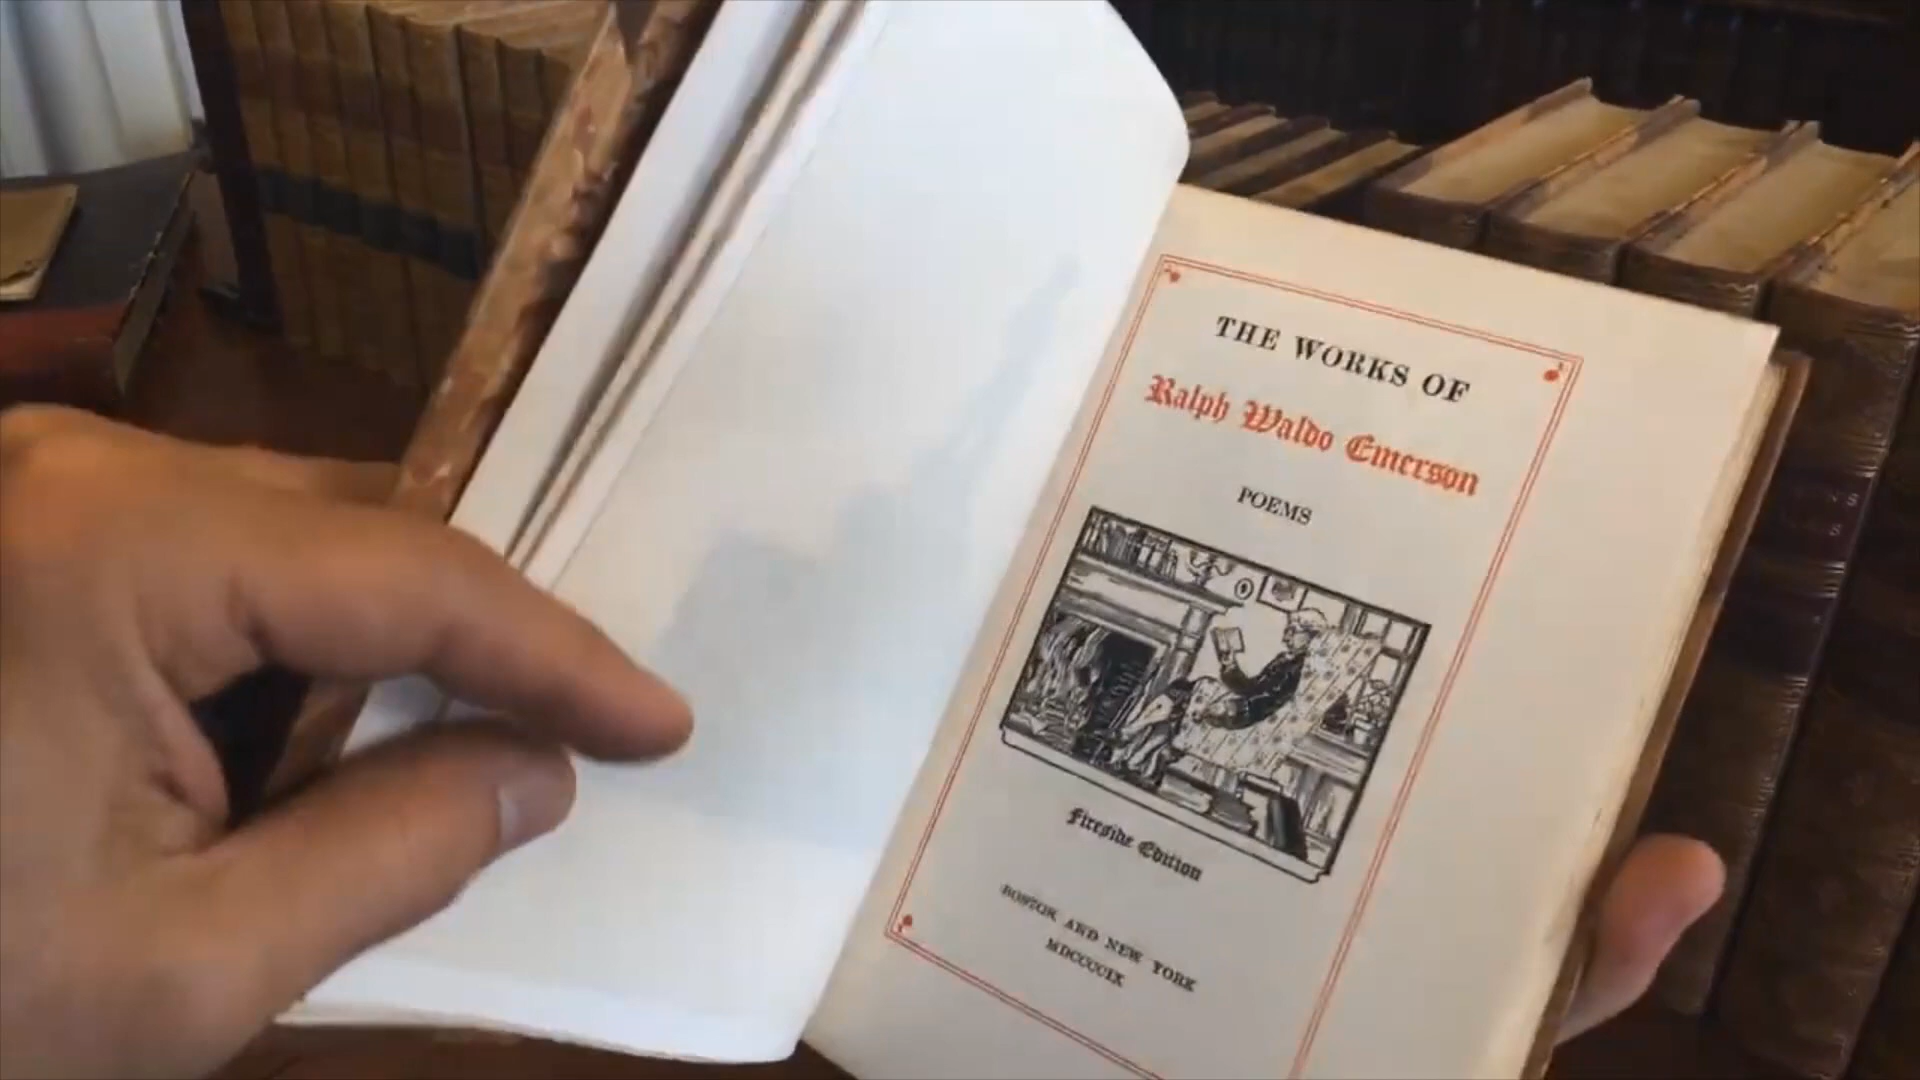 THE WORKS OF
Ralph Waldo Emerson
POEMS
Fireside Edition
BOSTON AND NEW YORK
MDCCCCIX